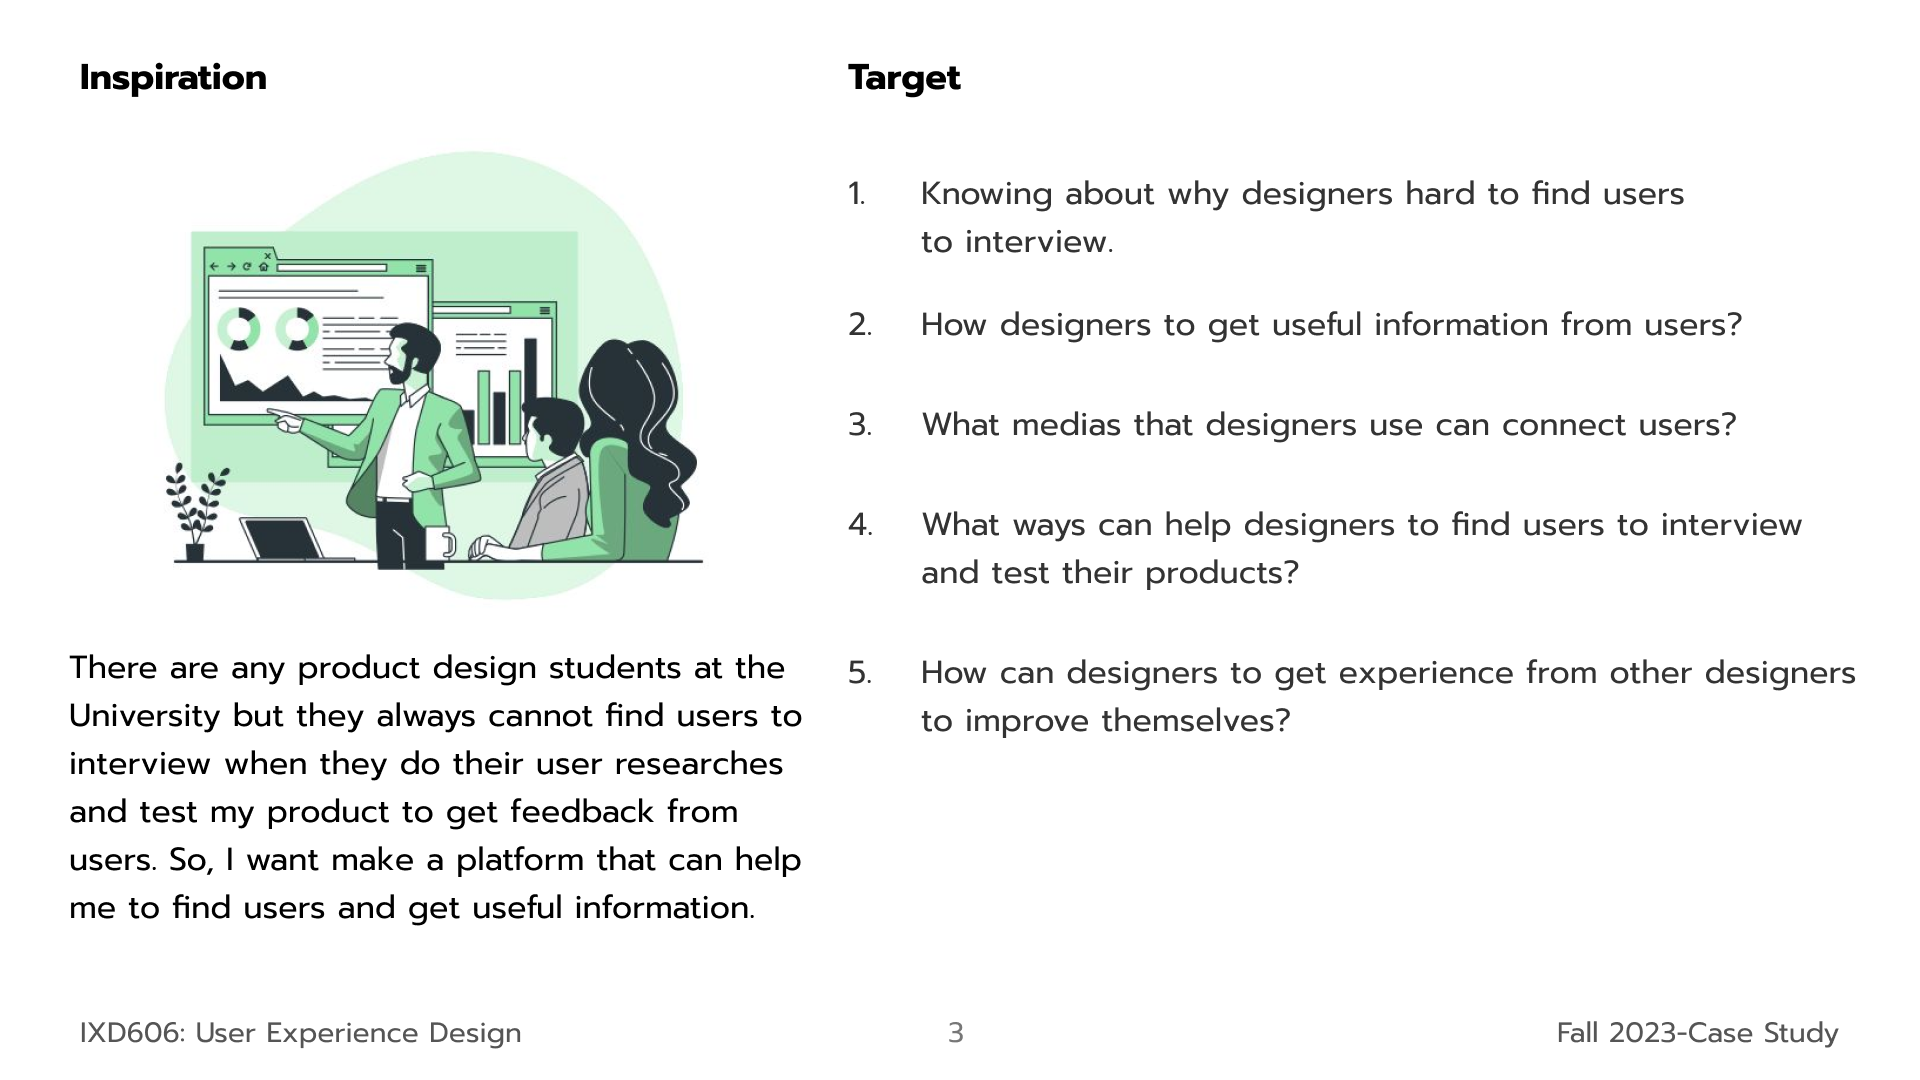 Inspiration
There are any product design students at the
University but they always cannot find users to
interview when they do their user researches
and test my product to get feedback from
users. So, I want make a platform that can help
me to find users and get useful information.
Target
1. Knowing about why designers hard to find users
to interview.
2. How designers to get useful information from users?
3. What medias that designers use can connect users?
4. What ways can help designers to find users to interview
and test their products?
5. How can designers to get experience from other designers
to improve themselves?
IXD606: User Experience Design
3
Fall 2023-Case Study